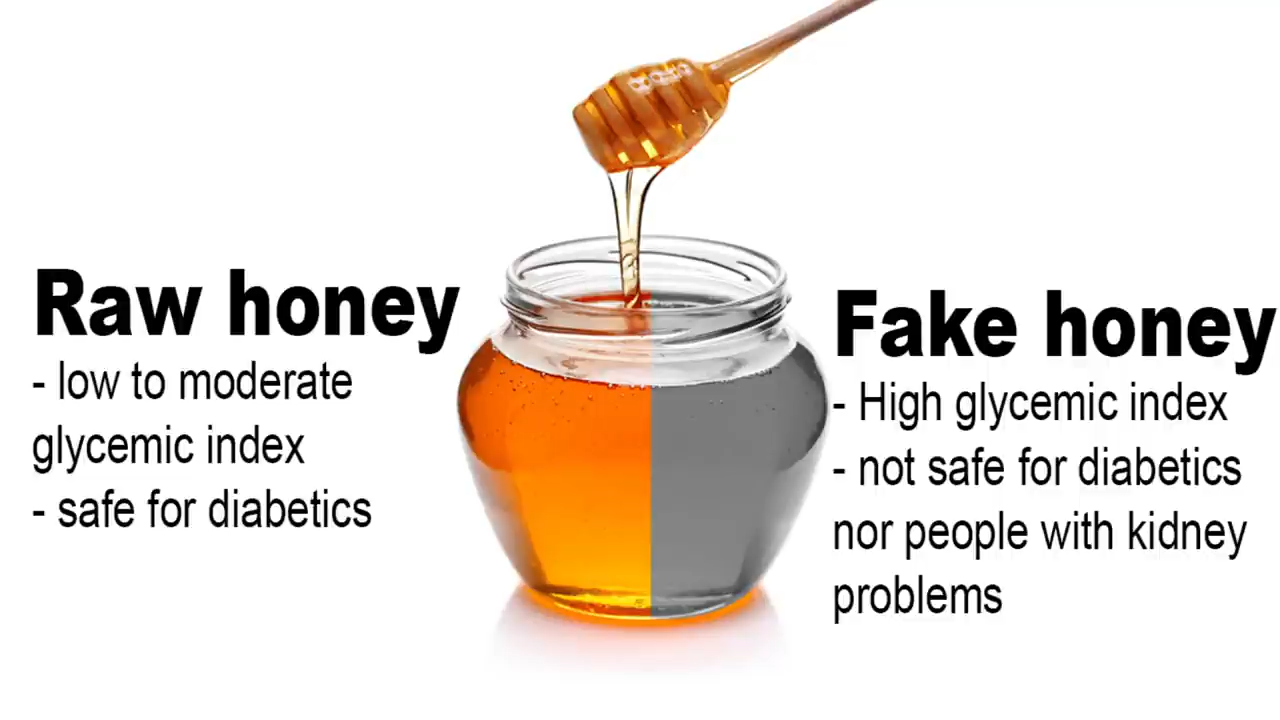 Raw honey
- low to moderate
glycemic index
- safe for diabetics
Fake honey
- High glycemic index
- not safe for diabetics
nor people with kidney
problems